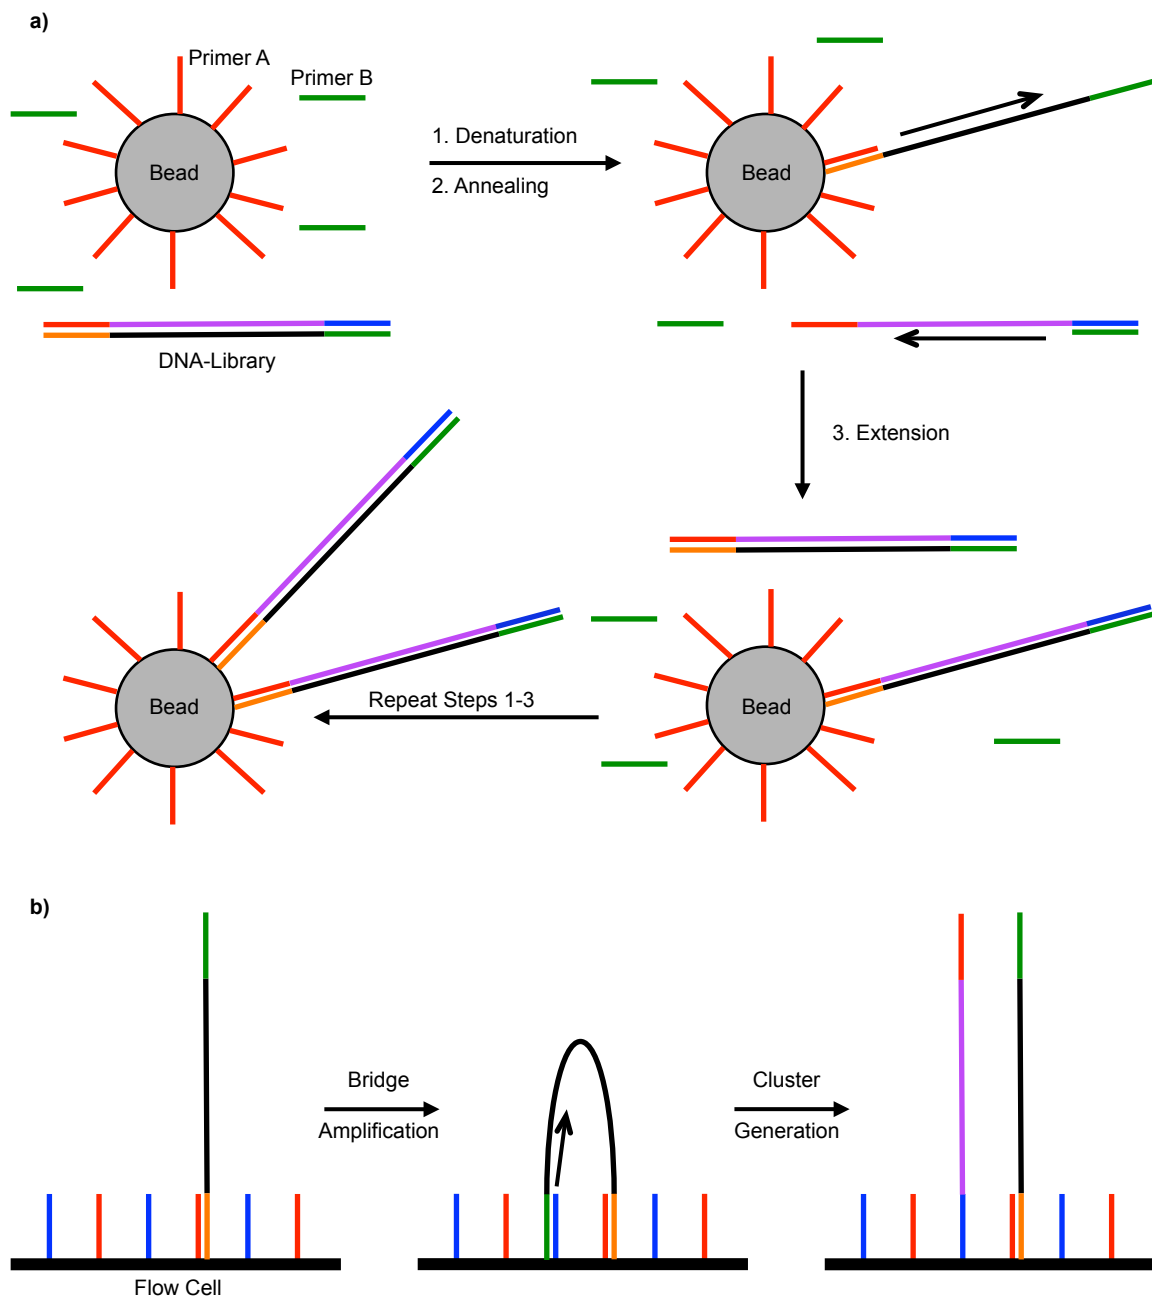 a)
Primer A
Primer B
Bead
1. Denaturation
2. Annealing
Bead
DNA-Library
3. Extension
Bead
Repeat Steps 1-3
Bead
b)
Bridge
Amplification
Cluster
Generation
Flow Cell